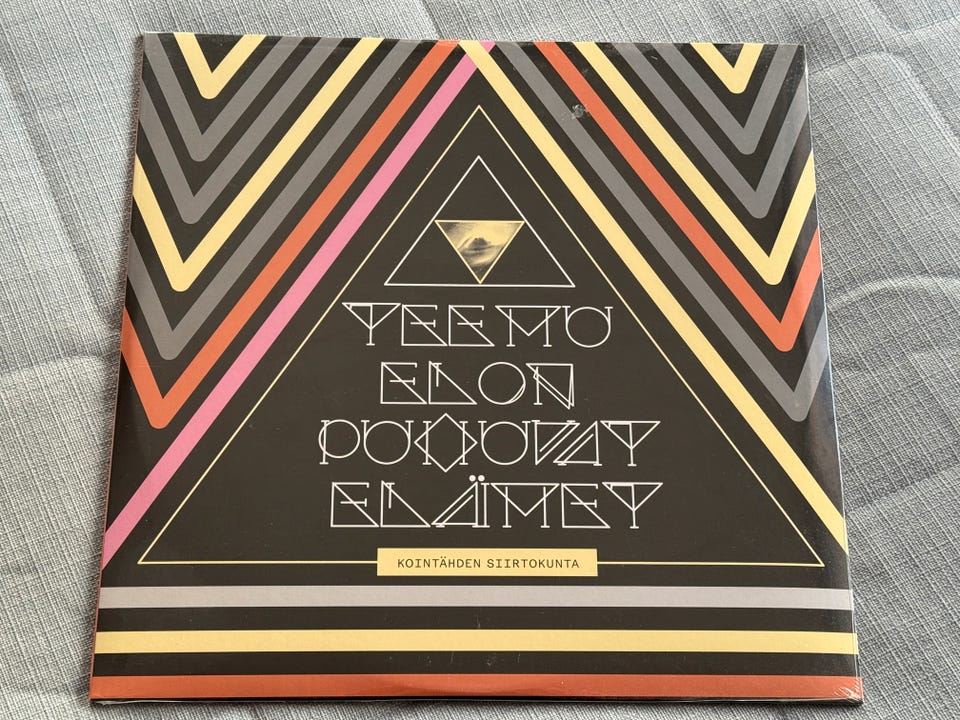 TEEMU
ELON
PUHUVAT
ELÄIMET
KOINTÄHDEN SIIRTOKUNTA